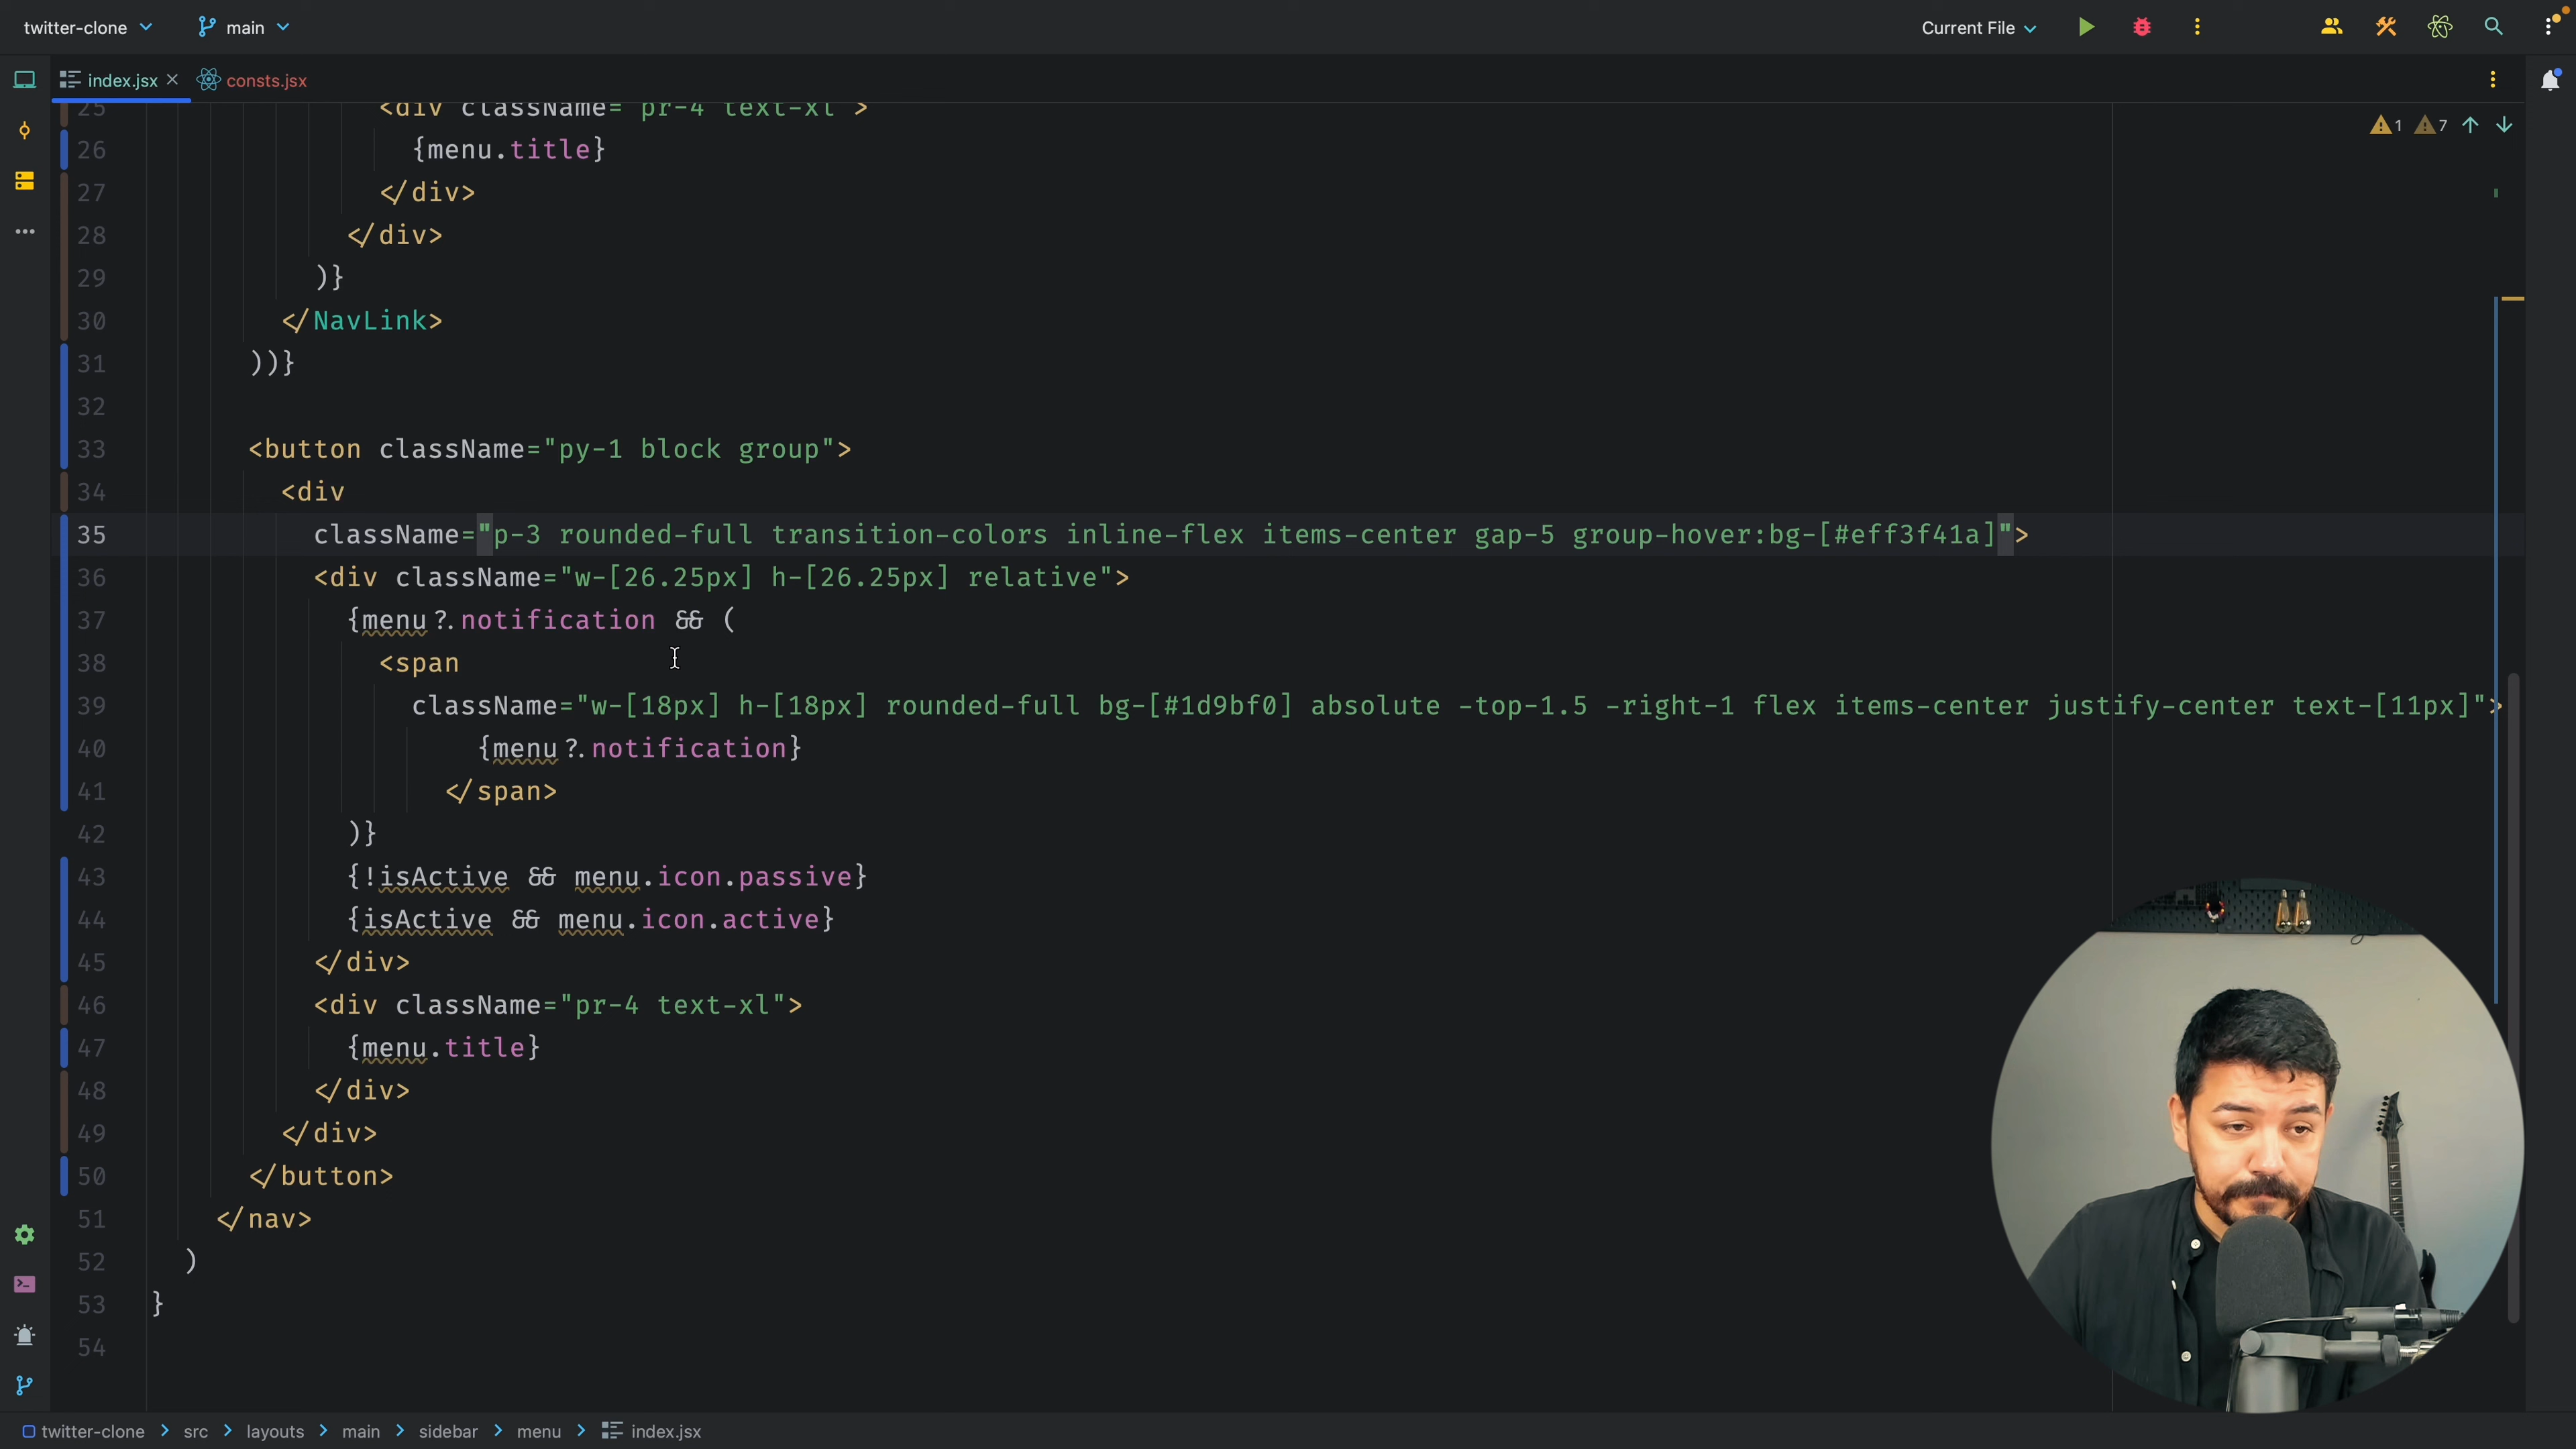 twitter-clone main Current File
index.jsx consts.jsx
25 <div className="pr-4 text-xl">
1 7
26 {menu.title}
27 </div>
28 </div>
29 )}
30 </NavLink>
31 ))}
32
33 <button className="py-1 block group">
34 <div
35 className="p-3 rounded-full transition-colors inline-flex items-center gap-5 group-hover:bg-[#eff3f41a]">
36 <div className="w-[26.25px] h-[26.25px] relative">
37 {menu?.notification && (
38 <span
39 className="w-[18px] h-[18px] rounded-full bg-[#1d9bf0] absolute -top-1.5 -right-1 flex items-center justify-center text-[11px]">
40 {menu?.notification}
41 </span>
42 )}
43 {!isActive && menu.icon.passive}
44 {isActive && menu.icon.active}
45 </div>
46 <div className="pr-4 text-xl">
47 {menu.title}
48 </div>
49 </div>
50 </button>
51 </nav>
52 )
53 }
54
twitter-clone > src > layouts > main > sidebar > menu > index.jsx